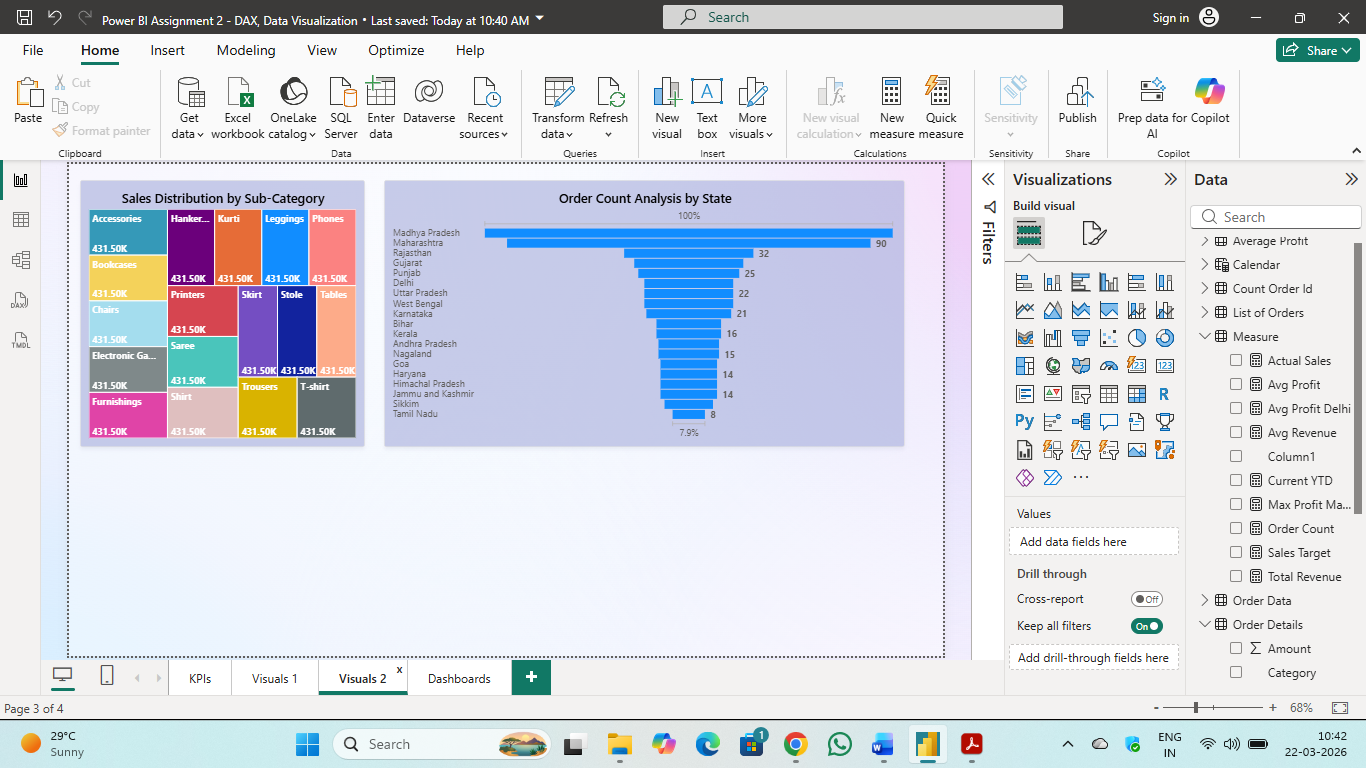 Power BI Assignment 2 - DAX, Data Visualization • Last saved: Today at 10:40 AM
Search
Sign in
File Home Insert Modeling View Optimize Help
Share
Paste
Cut
Copy
Format painter
Clipboard
Get data
Excel workbook
OneLake catalog
SQL Server
Enter data
Dataverse
Recent sources
Data
Transform data
Refresh
Queries
New visual
Text box
More visuals
Insert
New visual calculation
New measure
Quick measure
Calculations
Sensitivity
Sensitivity
Publish
Share
Prep data for AI
Copilot
Copilot
Sales Distribution by Sub-Category
Accessories
431.50K
Bookcases
431.50K
Chairs
431.50K
Electronic Ga...
431.50K
Furnishings
431.50K
Hanker...
431.50K
Kurti
431.50K
Leggings
431.50K
Phones
431.50K
Printers
431.50K
Saree
431.50K
Shirt
431.50K
Skirt
431.50K
Stole
431.50K
Tables
431.50K
Trousers
431.50K
T-shirt
431.50K
Order Count Analysis by State
100%
Madhya Pradesh
Maharashtra 90
Rajasthan 32
Gujarat
Punjab 25
Delhi
Uttar Pradesh 22
West Bengal
Karnataka 21
Bihar
Kerala 16
Andhra Pradesh
Nagaland 15
Goa
Haryana 14
Himachal Pradesh
Jammu and Kashmir 14
Sikkim
Tamil Nadu 8
7.9%
Filters
Visualizations
Build visual
123
123
R
Py
Values
Add data fields here
Drill through
Cross-report Off
Keep all filters On
Add drill-through fields here
Data
Search
Average Profit
Calendar
Count Order Id
List of Orders
Measure
Actual Sales
Avg Profit
Avg Profit Delhi
Avg Revenue
Column1
Current YTD
Max Profit Ma...
Order Count
Sales Target
Total Revenue
Order Data
Order Details
Amount
Category
DAX
TMDL
KPIs
Visuals 1
Visuals 2 x
Dashboards
+
Page 3 of 4
- + 68%
29°C
Sunny
Search
1
ENG
IN
10:42
22-03-2026